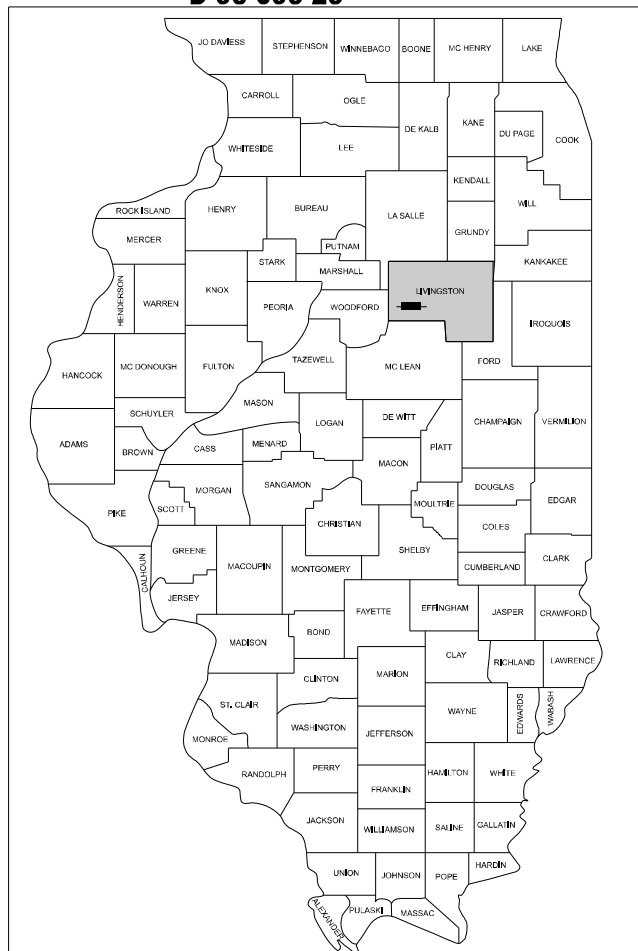 JO DAVIESS STEPHENSON WINNEBAGO BOONE MC HENRY LAKE
CARROLL OGLE DE KALB KANE DU PAGE COOK
WHITESIDE LEE KENDALL WILL
ROCK ISLAND HENRY BUREAU LA SALLE GRUNDY
MERCER PUTNAM KANKAKEE
HENDERSON WARREN KNOX STARK MARSHALL LIVINGSTON
PEORIA WOODFORD IROQUOIS
HANCOCK MC DONOUGH FULTON TAZEWELL MC LEAN FORD
SCHUYLER MASON LOGAN DE WITT CHAMPAIGN VERMILION
ADAMS BROWN CASS MENARD PIATT
MACON
PIKE SCOTT MORGAN SANGAMON CHRISTIAN MOULTRIE DOUGLAS EDGAR
COLES
CALHOUN GREENE MACOUPIN MONTGOMERY SHELBY CUMBERLAND CLARK
JERSEY FAYETTE EFFINGHAM JASPER CRAWFORD
MADISON BOND CLAY RICHLAND LAWRENCE
CLINTON MARION
ST. CLAIR WAYNE EDWARDS WABASH
MONROE WASHINGTON JEFFERSON
RANDOLPH PERRY HAMILTON WHITE
FRANKLIN
JACKSON WILLIAMSON SALINE GALLATIN
UNION JOHNSON POPE HARDIN
ALEXANDER PULASKI MASSAC